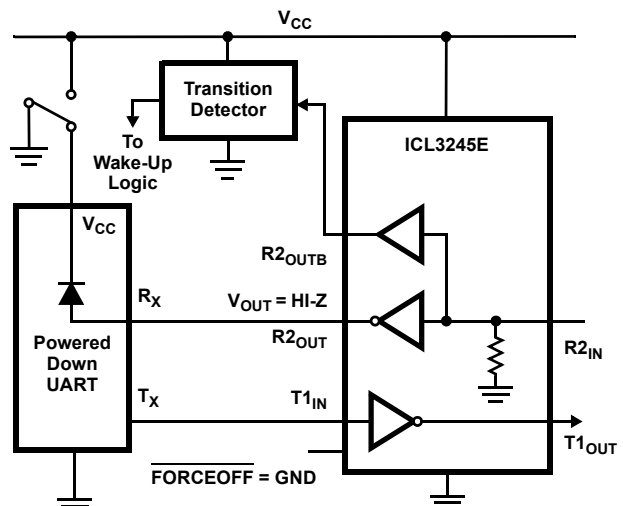 VCC
Transition
Detector
To
Wake-Up
Logic
ICL3245E
VCC
R2OUTB
RX
VOUT = HI-Z
Powered
Down
UART
R2OUT
R2IN
TX
T1IN
T1OUT
FORCEOFF = GND